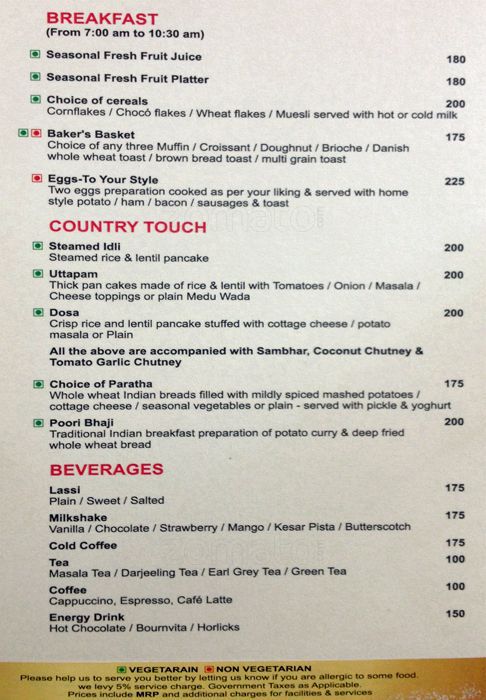 BREAKFAST
(From 7:00 am to 10:30 am)
Seasonal Fresh Fruit Juice 180
Seasonal Fresh Fruit Platter 180
Choice of cereals 200
Cornflakes / Chocó flakes / Wheat flakes / Muesli served with hot or cold milk
Baker's Basket 175
Choice of any three Muffin / Croissant / Doughnut / Brioche / Danish
whole wheat toast / brown bread toast / multi grain toast
Eggs-To Your Style 225
Two eggs preparation cooked as per your liking & served with home
style potato / ham / bacon / sausages & toast
COUNTRY TOUCH
Steamed Idli 200
Steamed rice & lentil pancake
Uttapam 200
Thick pan cakes made of rice & lentil with Tomatoes / Onion / Masala /
Cheese toppings or plain Medu Wada
Dosa 200
Crisp rice and lentil pancake stuffed with cottage cheese / potato
masala or Plain
All the above are accompanied with Sambhar, Coconut Chutney &
Tomato Garlic Chutney
Choice of Paratha 175
Whole wheat Indian breads filled with mildly spiced mashed potatoes /
cottage cheese / seasonal vegetables or plain - served with pickle & yoghurt
Poori Bhaji 200
Traditional Indian breakfast preparation of potato curry & deep fried
whole wheat bread
BEVERAGES
Lassi 175
Plain / Sweet / Salted
Milkshake 175
Vanilla / Chocolate / Strawberry / Mango / Kesar Pista / Butterscotch
Cold Coffee 175
Tea 100
Masala Tea / Darjeeling Tea / Earl Grey Tea / Green Tea
Coffee 100
Cappuccino, Espresso, Café Latte
Energy Drink 150
Hot Chocolate / Bournvita / Horlicks
VEGETARAIN NON VEGETARIAN
Please help us to serve you better by letting us know if you are allergic to some food.
we levy 5% service charge. Government Taxes as Applicable.
Prices include MRP and additional charges for facilities & services